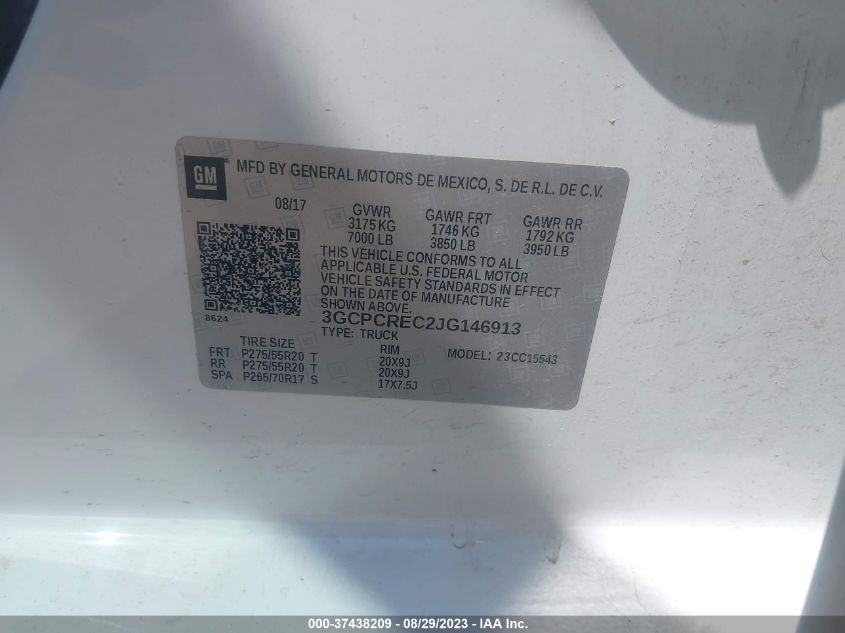 GM
MFD BY GENERAL MOTORS DE MEXICO, S. DE R.L. DE C.V.
08/17
GVWR GAWR FRT GAWR RR
3175 KG 1746 KG 1792 KG
7000 LB 3850 LB 3950 LB
THIS VEHICLE CONFORMS TO ALL
APPLICABLE U.S. FEDERAL MOTOR
VEHICLE SAFETY STANDARDS IN EFFECT
ON THE DATE OF MANUFACTURE
SHOWN ABOVE.
8624
3GCPCREC2JG146913
TYPE: TRUCK
TIRE SIZE RIM MODEL: 23CC15543
FRT P275/55R20 T 20X9J
RR P275/55R20 T 20X9J
SPA P265/70R17 S 17X7.5J
000-37438209 - 08/29/2023 - IAA Inc.